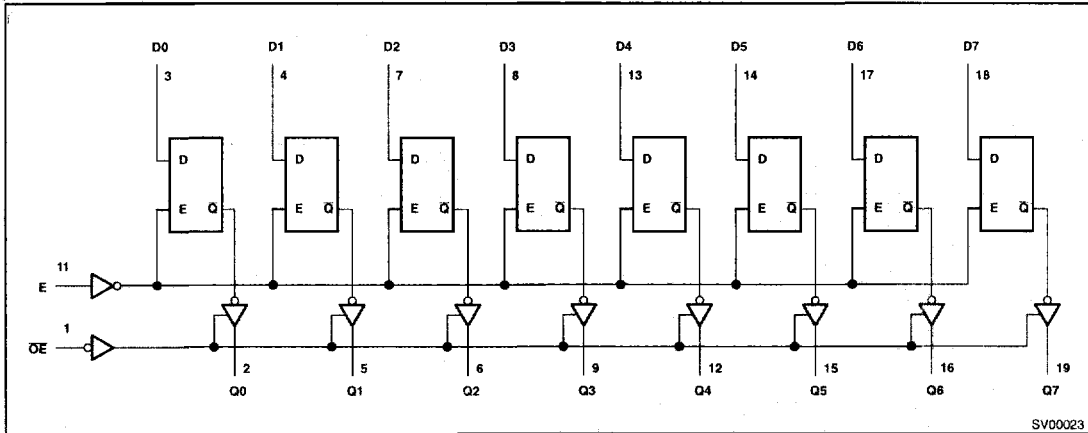 D0 D1 D2 D3 D4 D5 D6 D7
3 4 7 8 13 14 17 18
D D D D D D D D
E Q̅ E Q̅ E Q̅ E Q̅ E Q̅ E Q̅ E Q̅ E Q̅
11
E
1
O̅E̅
2 5 6 9 12 15 16 19
Q0 Q1 Q2 Q3 Q4 Q5 Q6 Q7
SV00023